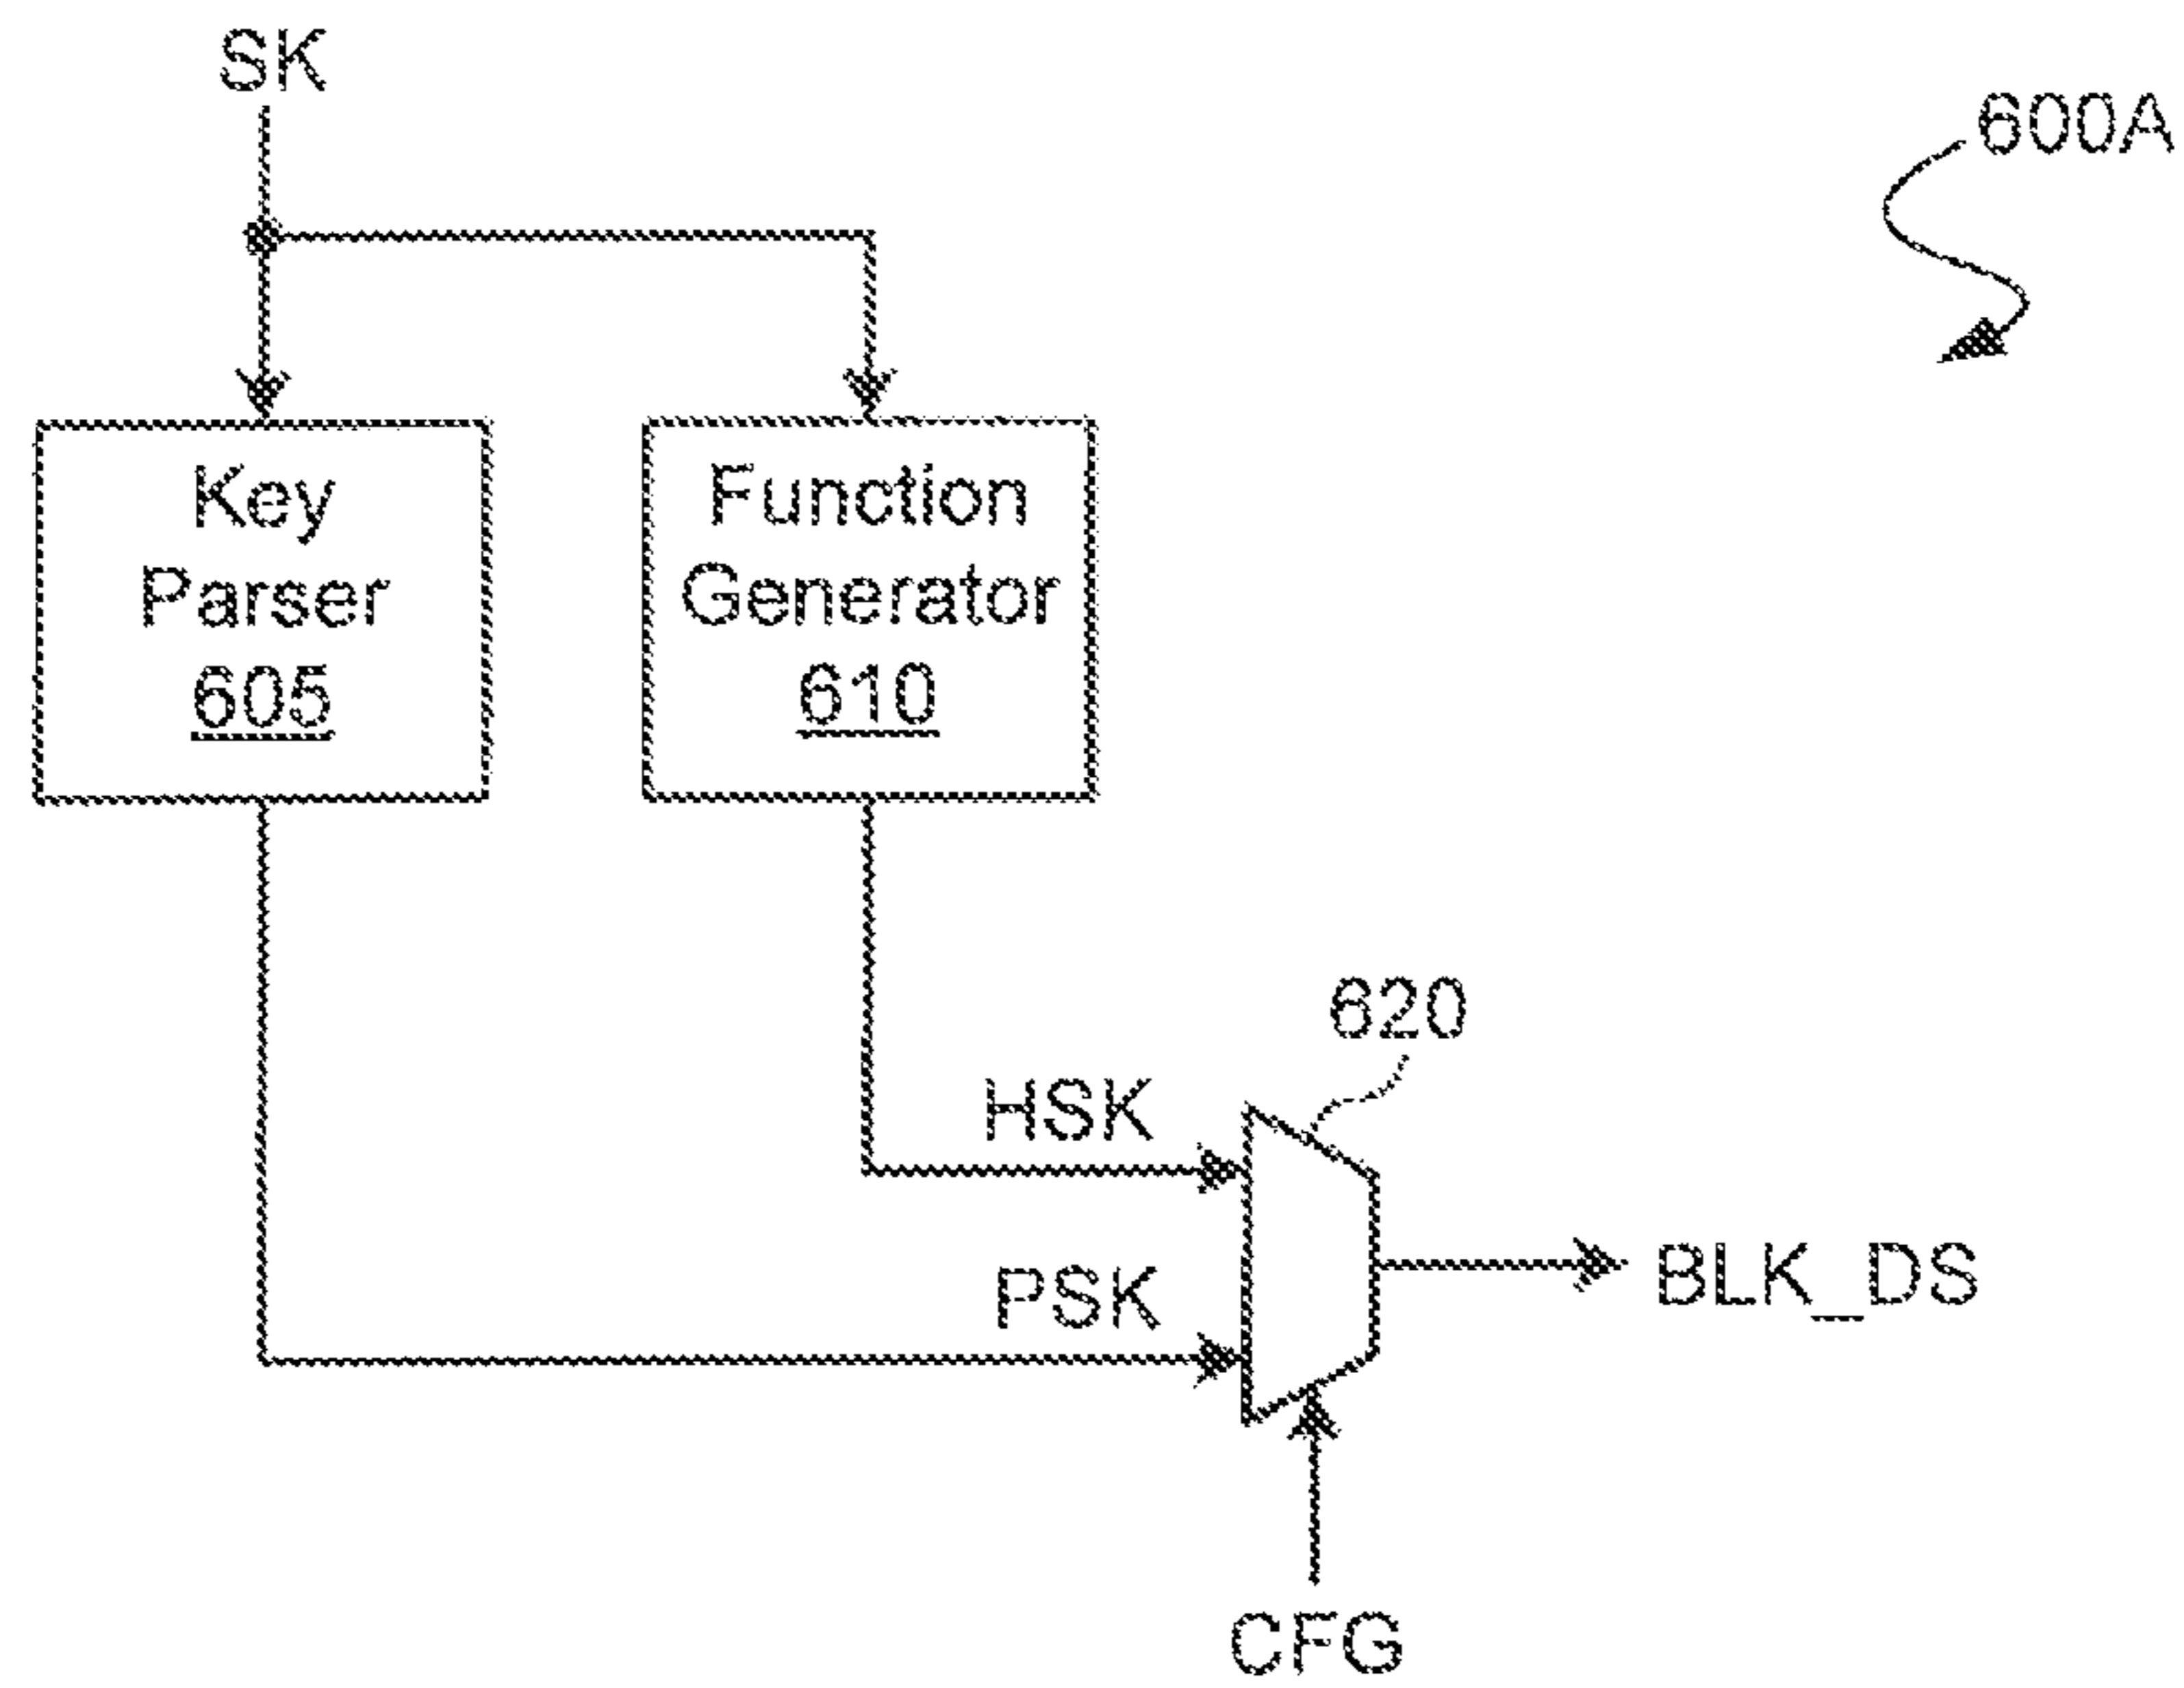 SK
600A
Key
Parser
605
Function
Generator
610
620
HSK
PSK
BLK_DS
CFG